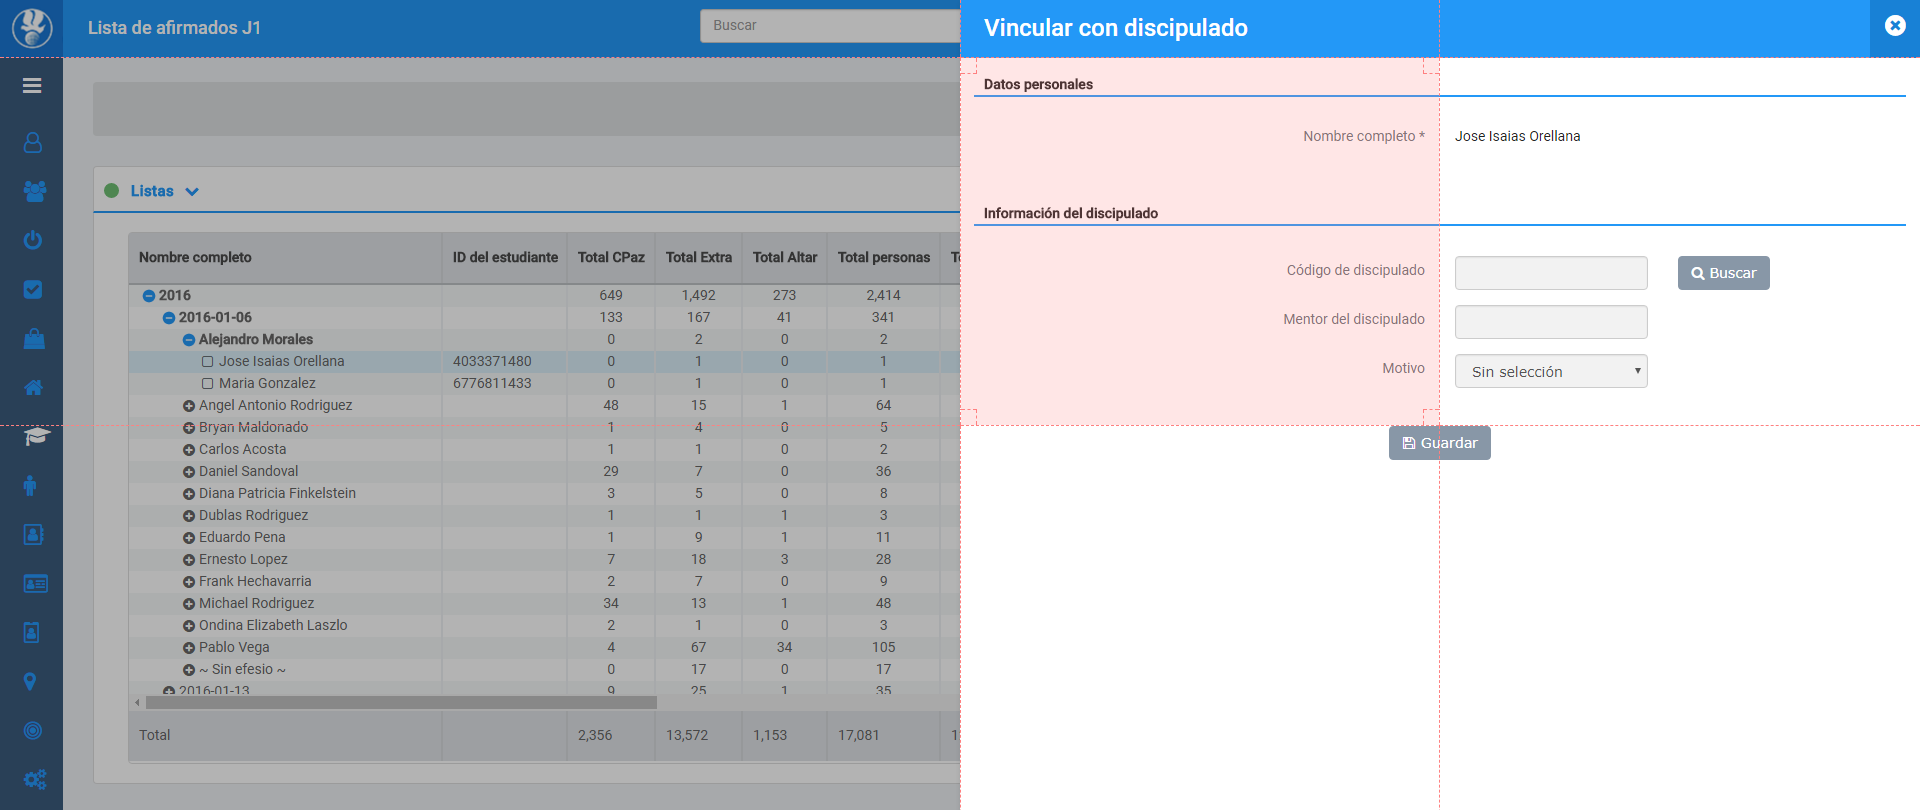 Lista de afirmados J1
Buscar
Vincular con discipulado
Datos personales
Nombre completo * Jose Isaias Orellana
Información del discipulado
Código de discipulado Buscar
Mentor del discipulado
Motivo Sin selección
Guardar
Listas
Nombre completo ID del estudiante Total CPaz Total Extra Total Altar Total personas
2016 649 1,492 273 2,414
2016-01-06 133 167 41 341
Alejandro Morales 0 2 0 2
Jose Isaias Orellana 4033371480 0 1 0 1
Maria Gonzalez 6776811433 0 1 0 1
Angel Antonio Rodriguez 48 15 1 64
Bryan Maldonado 1 4 0 5
Carlos Acosta 1 1 0 2
Daniel Sandoval 29 7 0 36
Diana Patricia Finkelstein 3 5 0 8
Dublas Rodriguez 1 1 1 3
Eduardo Pena 1 9 1 11
Ernesto Lopez 7 18 3 28
Frank Hechavarria 2 7 0 9
Michael Rodriguez 34 13 1 48
Ondina Elizabeth Laszlo 2 1 0 3
Pablo Vega 4 67 34 105
~ Sin efesio ~ 0 17 0 17
2016-01-13 9 25 1 35
Total 2,356 13,572 1,153 17,081